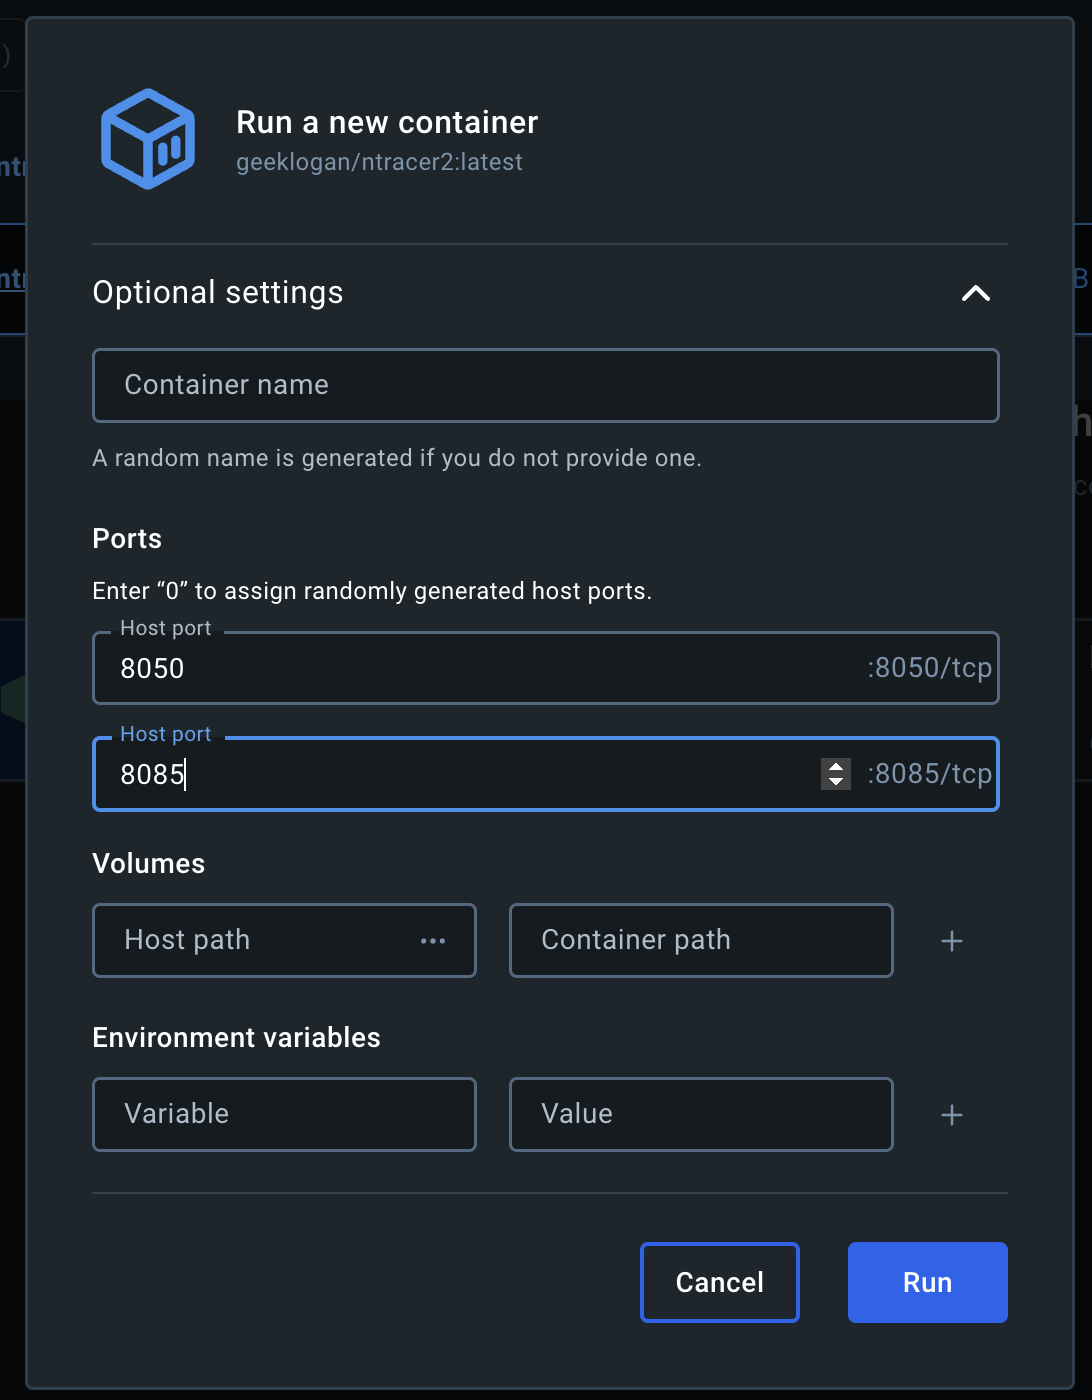 Run a new container
geeklogan/ntracer2:latest
Optional settings
Container name
A random name is generated if you do not provide one.
Ports
Enter “0” to assign randomly generated host ports.
Host port
8050 :8050/tcp
Host port
8085 :8085/tcp
Volumes
Host path ··· Container path +
Environment variables
Variable Value +
Cancel Run